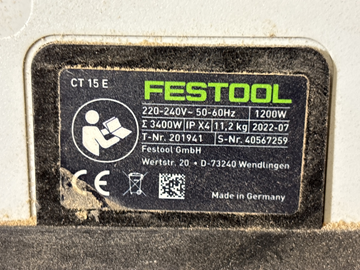 CT 15 E
FESTOOL
220-240V~ 50-60Hz 1200W
Σ 3400W IP X4 11,2 kg 2022-07
T-Nr. 201941 S-Nr. 40567259
Festool GmbH
Wertstr. 20 • D-73240 Wendlingen
CE
Made in Germany